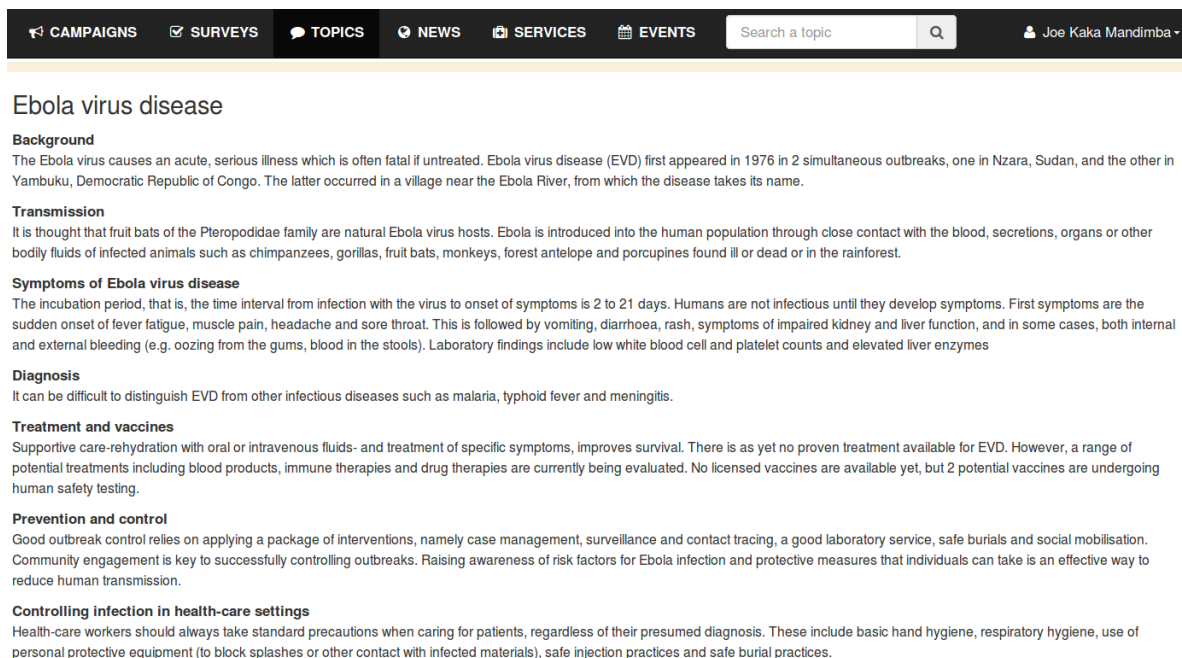 CAMPAIGNS SURVEYS TOPICS NEWS SERVICES EVENTS Search a topic Joe Kaka Mandimba
Ebola virus disease
Background
The Ebola virus causes an acute, serious illness which is often fatal if untreated. Ebola virus disease (EVD) first appeared in 1976 in 2 simultaneous outbreaks, one in Nzara, Sudan, and the other in
Yambuku, Democratic Republic of Congo. The latter occurred in a village near the Ebola River, from which the disease takes its name.
Transmission
It is thought that fruit bats of the Pteropodidae family are natural Ebola virus hosts. Ebola is introduced into the human population through close contact with the blood, secretions, organs or other
bodily fluids of infected animals such as chimpanzees, gorillas, fruit bats, monkeys, forest antelope and porcupines found ill or dead or in the rainforest.
Symptoms of Ebola virus disease
The incubation period, that is, the time interval from infection with the virus to onset of symptoms is 2 to 21 days. Humans are not infectious until they develop symptoms. First symptoms are the
sudden onset of fever fatigue, muscle pain, headache and sore throat. This is followed by vomiting, diarrhoea, rash, symptoms of impaired kidney and liver function, and in some cases, both internal
and external bleeding (e.g. oozing from the gums, blood in the stools). Laboratory findings include low white blood cell and platelet counts and elevated liver enzymes
Diagnosis
It can be difficult to distinguish EVD from other infectious diseases such as malaria, typhoid fever and meningitis.
Treatment and vaccines
Supportive care-rehydration with oral or intravenous fluids- and treatment of specific symptoms, improves survival. There is as yet no proven treatment available for EVD. However, a range of
potential treatments including blood products, immune therapies and drug therapies are currently being evaluated. No licensed vaccines are available yet, but 2 potential vaccines are undergoing
human safety testing.
Prevention and control
Good outbreak control relies on applying a package of interventions, namely case management, surveillance and contact tracing, a good laboratory service, safe burials and social mobilisation.
Community engagement is key to successfully controlling outbreaks. Raising awareness of risk factors for Ebola infection and protective measures that individuals can take is an effective way to
reduce human transmission.
Controlling infection in health-care settings
Health-care workers should always take standard precautions when caring for patients, regardless of their presumed diagnosis. These include basic hand hygiene, respiratory hygiene, use of
personal protective equipment (to block splashes or other contact with infected materials), safe injection practices and safe burial practices.